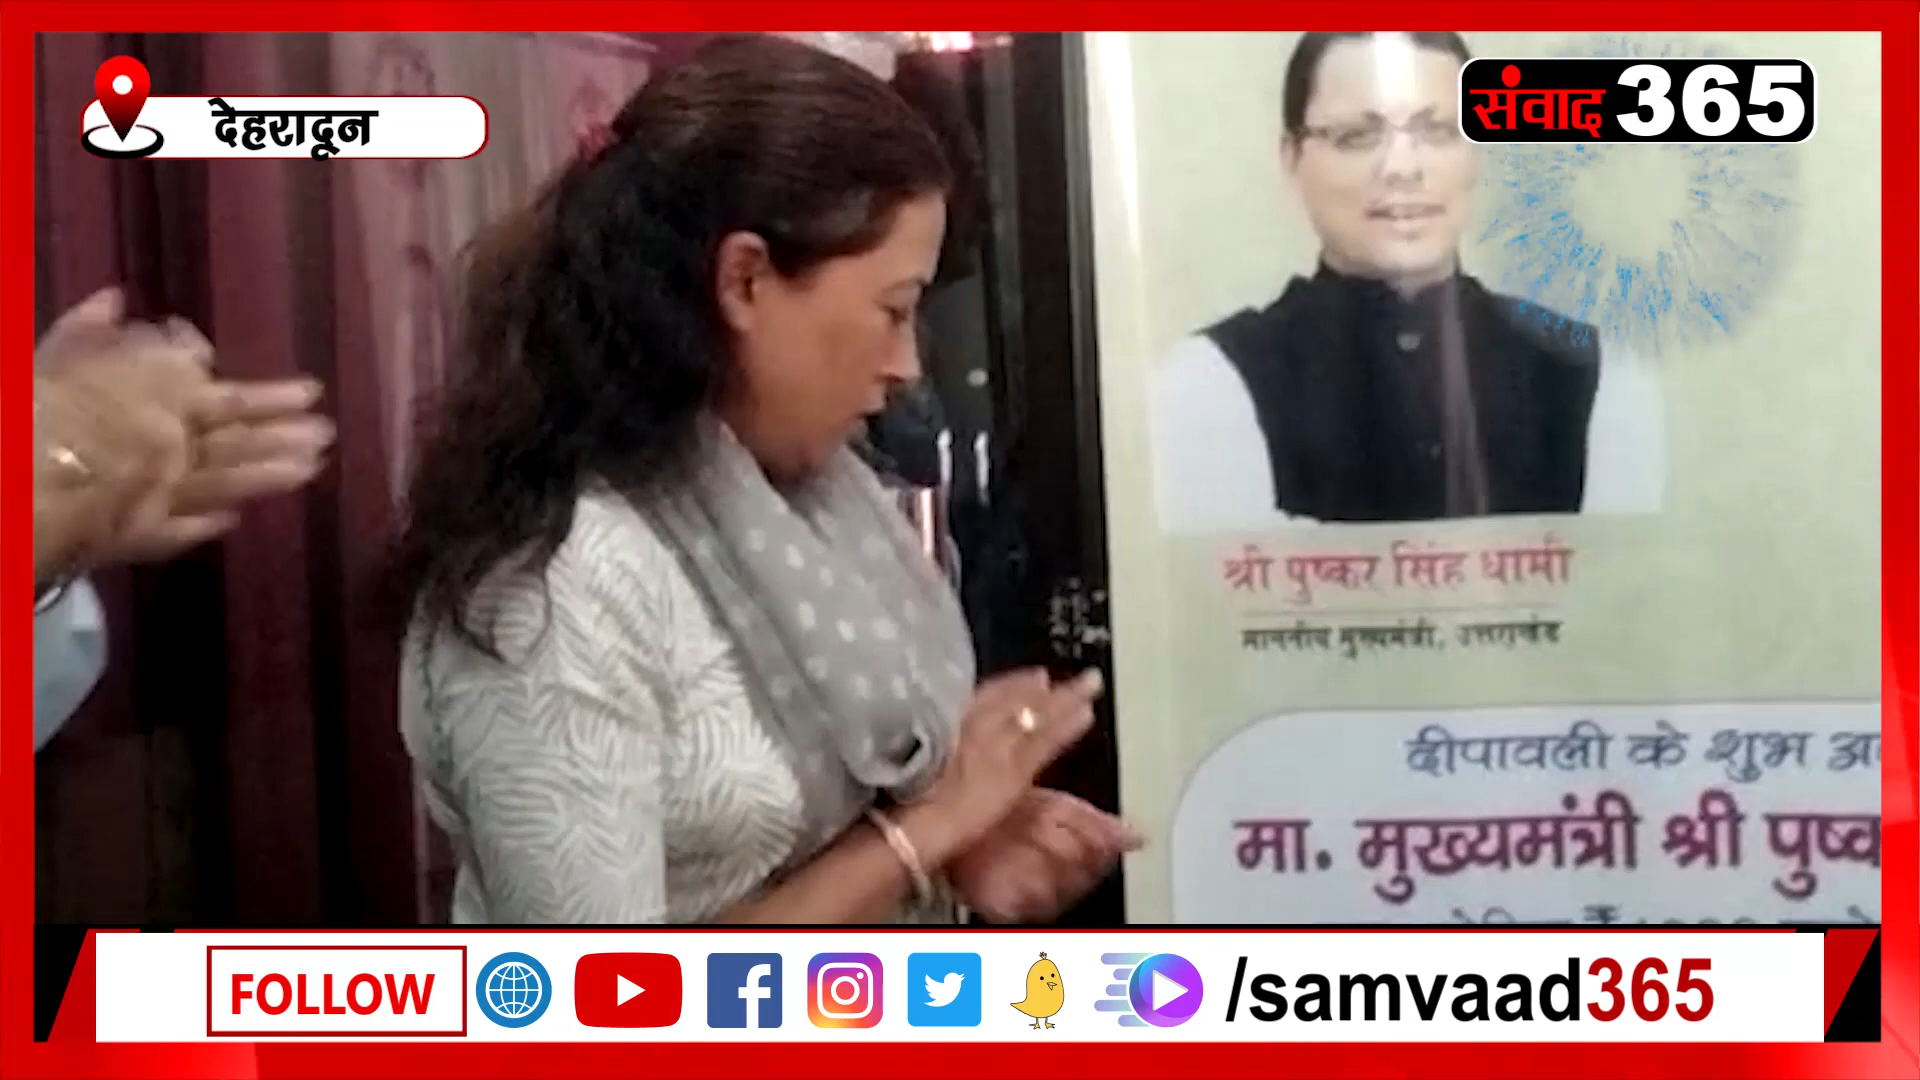 देहरादून
संवाद 365
श्री पुष्कर सिंह धामी
माननीय मुख्यमंत्री, उत्तराखंड
दीपावली के शुभ
मा. मुख्यमंत्री श्री
FOLLOW
/samvaad365